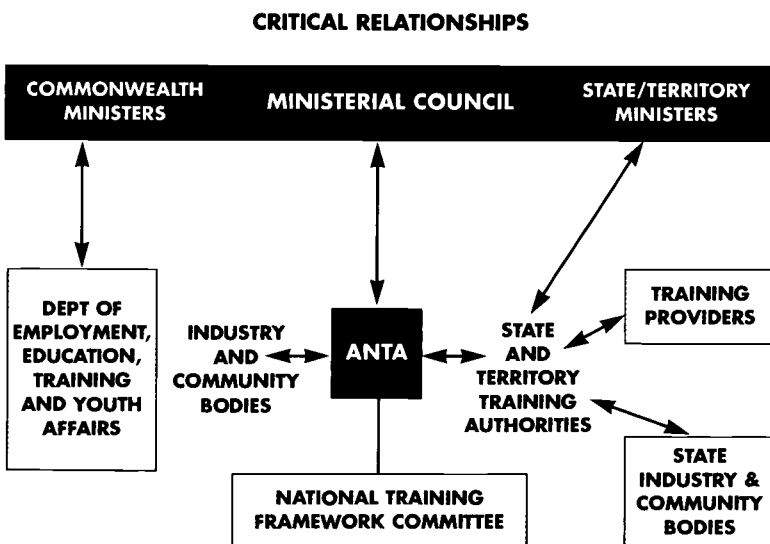 CRITICAL RELATIONSHIPS
COMMONWEALTH
MINISTERS
MINISTERIAL COUNCIL
STATE/TERRITORY
MINISTERS
DEPT OF
EMPLOYMENT,
EDUCATION,
TRAINING
AND YOUTH
AFFAIRS
INDUSTRY
AND
COMMUNITY
BODIES
ANTA
STATE
AND
TERRITORY
TRAINING
AUTHORITIES
TRAINING
PROVIDERS
STATE
INDUSTRY &
COMMUNITY
BODIES
NATIONAL TRAINING
FRAMEWORK COMMITTEE